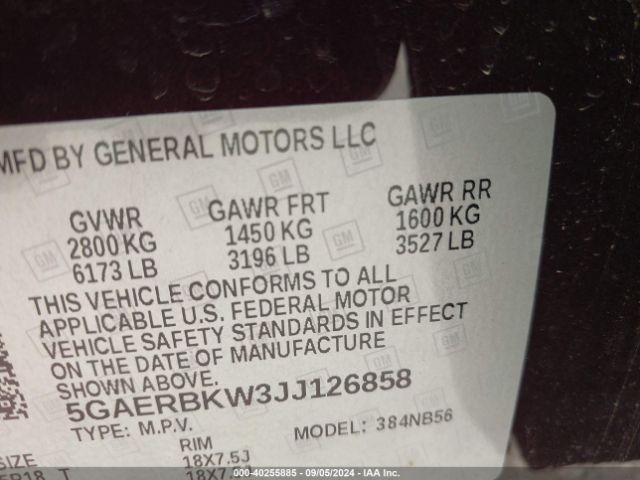 MFD BY GENERAL MOTORS LLC
GVWR GAWR FRT GAWR RR
2800 KG 1450 KG 1600 KG
6173 LB 3196 LB 3527 LB
THIS VEHICLE CONFORMS TO ALL
APPLICABLE U.S. FEDERAL MOTOR
VEHICLE SAFETY STANDARDS IN EFFECT
ON THE DATE OF MANUFACTURE
SHOWN ABOVE.
5GAERBKW3JJ126858
TYPE: M.P.V. MODEL: 384NB56
SIZE RIM
18X7.5J
000-40255885 - 09/05/2024 - IAA Inc.